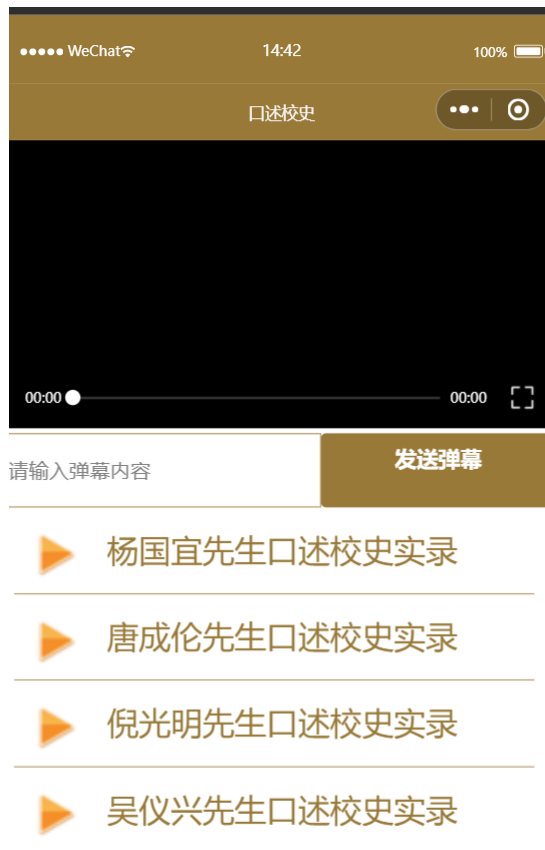 ●●●●● WeChat 14:42 100%
口述校史
00:00 00:00
请输入弹幕内容 发送弹幕
杨国宜先生口述校史实录
唐成伦先生口述校史实录
倪光明先生口述校史实录
吴仪兴先生口述校史实录